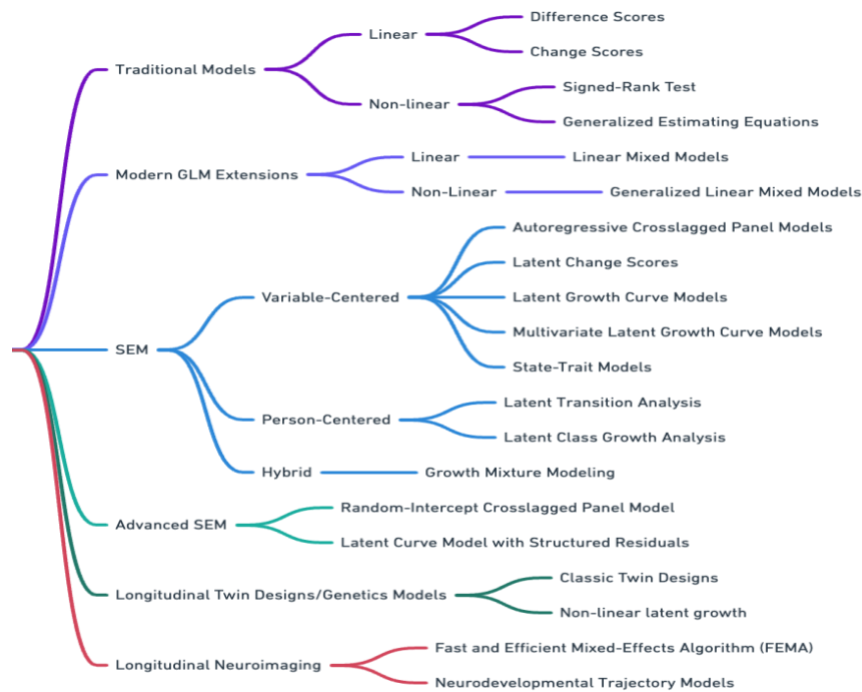 Traditional Models
Linear
Difference Scores
Change Scores
Non-linear
Signed-Rank Test
Generalized Estimating Equations
Modern GLM Extensions
Linear
Linear Mixed Models
Non-Linear
Generalized Linear Mixed Models
SEM
Variable-Centered
Autoregressive Crosslagged Panel Models
Latent Change Scores
Latent Growth Curve Models
Multivariate Latent Growth Curve Models
State-Trait Models
Person-Centered
Latent Transition Analysis
Latent Class Growth Analysis
Hybrid
Growth Mixture Modeling
Advanced SEM
Random-Intercept Crosslagged Panel Model
Latent Curve Model with Structured Residuals
Longitudinal Twin Designs/Genetics Models
Classic Twin Designs
Non-linear latent growth
Longitudinal Neuroimaging
Fast and Efficient Mixed-Effects Algorithm (FEMA)
Neurodevelopmental Trajectory Models